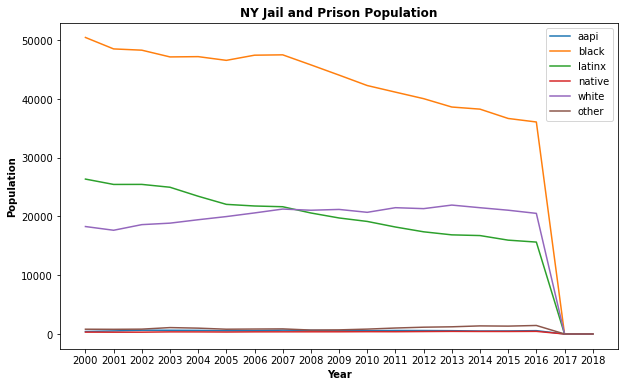 NY Jail and Prison Population
aapi
black
latinx
native
white
other
50000
40000
30000
20000
10000
0
Population
2000 2001 2002 2003 2004 2005 2006 2007 2008 2009 2010 2011 2012 2013 2014 2015 2016 2017 2018
Year